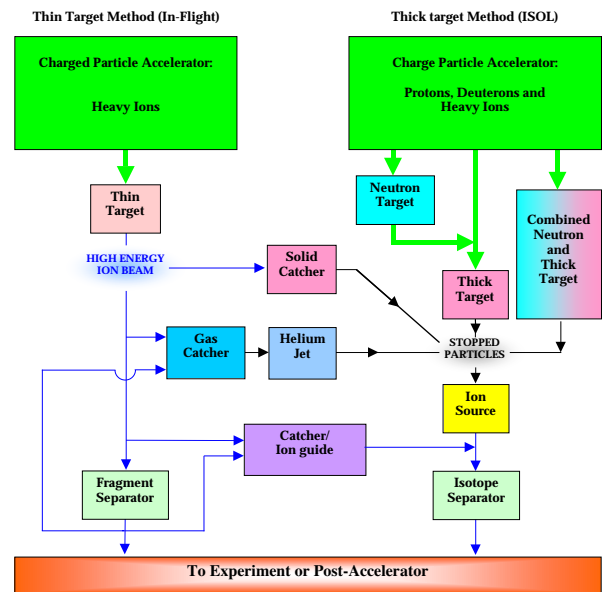 Thin Target Method (In-Flight)
Thick target Method (ISOL)
Charged Particle Accelerator:
Heavy Ions
Charge Particle Accelerator:
Protons, Deuterons and
Heavy Ions
Thin
Target
Neutron
Target
Combined
Neutron
and
Thick
Target
HIGH ENERGY
ION BEAM
Solid
Catcher
Thick
Target
Gas
Catcher
Helium
Jet
STOPPED
PARTICLES
Ion
Source
Catcher/
Ion guide
Fragment
Separator
Isotope
Separator
To Experiment or Post-Accelerator